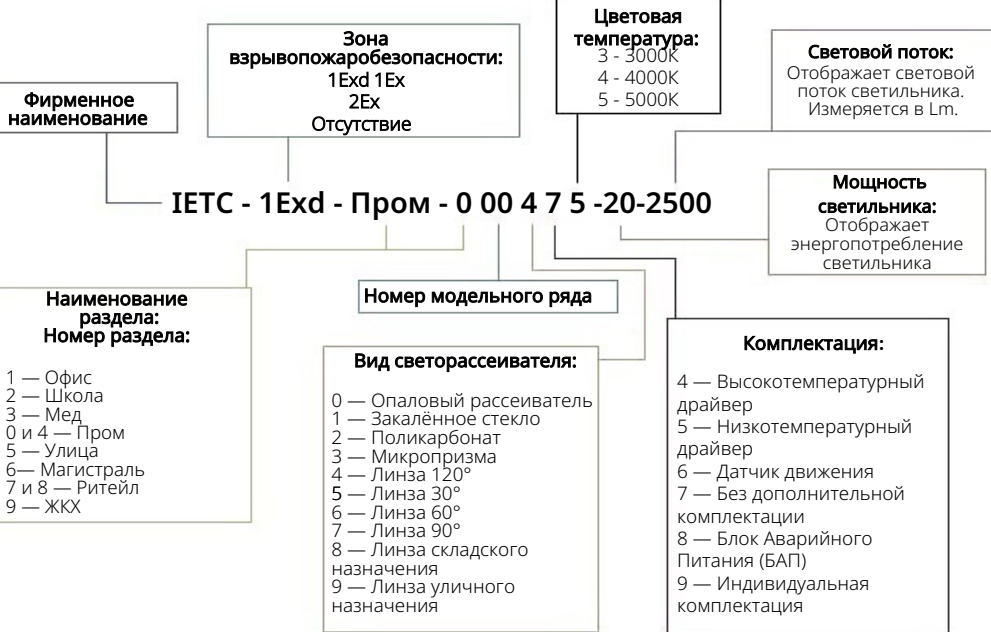 Цветовая
температура:
3 - 3000К
4 - 4000К
5 - 5000К
Зона
взрывопожаробезопасности:
1Exd 1Ex
2Ex
Отсутствие
Световой поток:
Отображает световой
поток светильника.
Измеряется в Lm.
Фирменное
наименование
IETC - 1Exd - Пром - 0 00 4 7 5 -20-2500
Мощность
светильника:
Отображает
энергопотребление
светильника
Наименование
раздела:
Номер раздела:
1 — Офис
2 — Школа
3 — Мед
0 и 4 — Пром
5 — Улица
6— Магистраль
7 и 8 — Ритейл
9 — ЖКХ
Номер модельного ряда
Вид светорассеивателя:
0 — Опаловый рассеиватель
1 — Закалённое стекло
2 — Поликарбонат
3 — Микропризма
4 — Линза 120°
5 — Линза 30°
6 — Линза 60°
7 — Линза 90°
8 — Линза складского
назначения
9 — Линза уличного
назначения
Комплектация:
4 — Высокотемпературный
драйвер
5 — Низкотемпературный
драйвер
6 — Датчик движения
7 — Без дополнительной
комплектации
8 — Блок Аварийного
Питания (БАП)
9 — Индивидуальная
комплектация